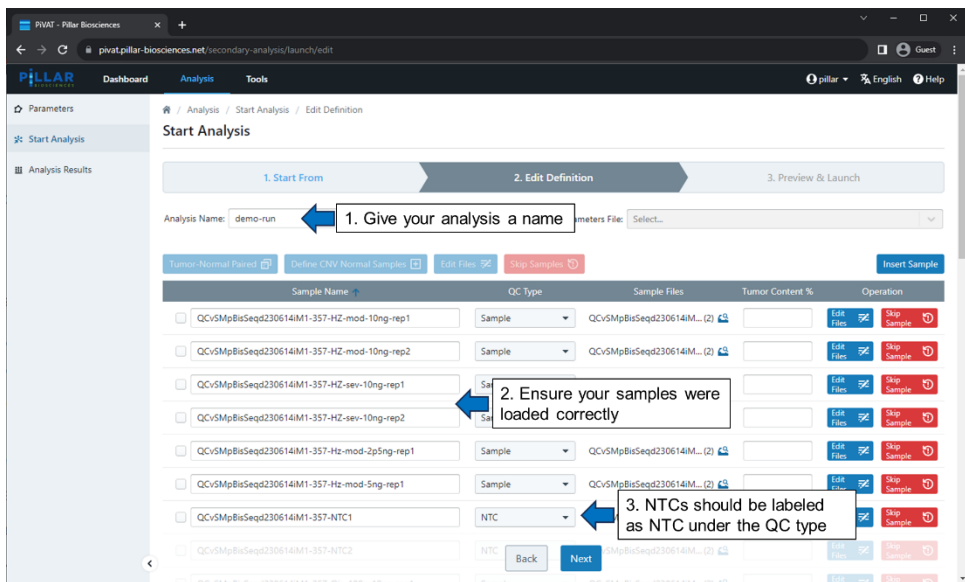 PiVAT - Pillar Biosciences
pivat.pillar-biosciences.net/secondary-analysis/launch/edit
Guest
PILLAR
BIOSCIENCES
Dashboard
Analysis
Tools
pillar
English
Help
Parameters
Start Analysis
Analysis Results
/ Analysis / Start Analysis / Edit Definition
Start Analysis
1. Start From
2. Edit Definition
3. Preview & Launch
Analysis Name: demo-run
1. Give your analysis a name
File: Select...
Tumor-Normal Paired
Define CNV Normal Samples
Edit Files
Skip Samples
Insert Sample
Sample Name QC Type Sample Files Tumor Content % Operation
QCvSMpBisSeqd230614iM1-357-HZ-mod-10ng-rep1 Sample QCvSMpBisSeqd230614iM... (2) Edit Files Skip Sample
QCvSMpBisSeqd230614iM1-357-HZ-mod-10ng-rep2 Sample QCvSMpBisSeqd230614iM... (2) Edit Files Skip Sample
QCvSMpBisSeqd230614iM1-357-HZ-sev-10ng-rep1 Edit Files Skip Sample
2. Ensure your samples were
loaded correctly
QCvSMpBisSeqd230614iM1-357-HZ-sev-10ng-rep2 Edit Files Skip Sample
QCvSMpBisSeqd230614iM1-357-Hz-mod-2p5ng-rep1 Sample QCvSMpBisSeqd230614iM... (2) Edit Files Skip Sample
QCvSMpBisSeqd230614iM1-357-Hz-mod-5ng-rep1 Sample QCvSMpBisSeqd230614iM... (2) Edit Files Skip Sample
3. NTCs should be labeled
as NTC under the QC type
QCvSMpBisSeqd230614iM1-357-NTC1 NTC Skip Sample
QCvSMpBisSeqd230614iM1-357-NTC2 NTC (2) Edit Files Skip Sample
Back
Next